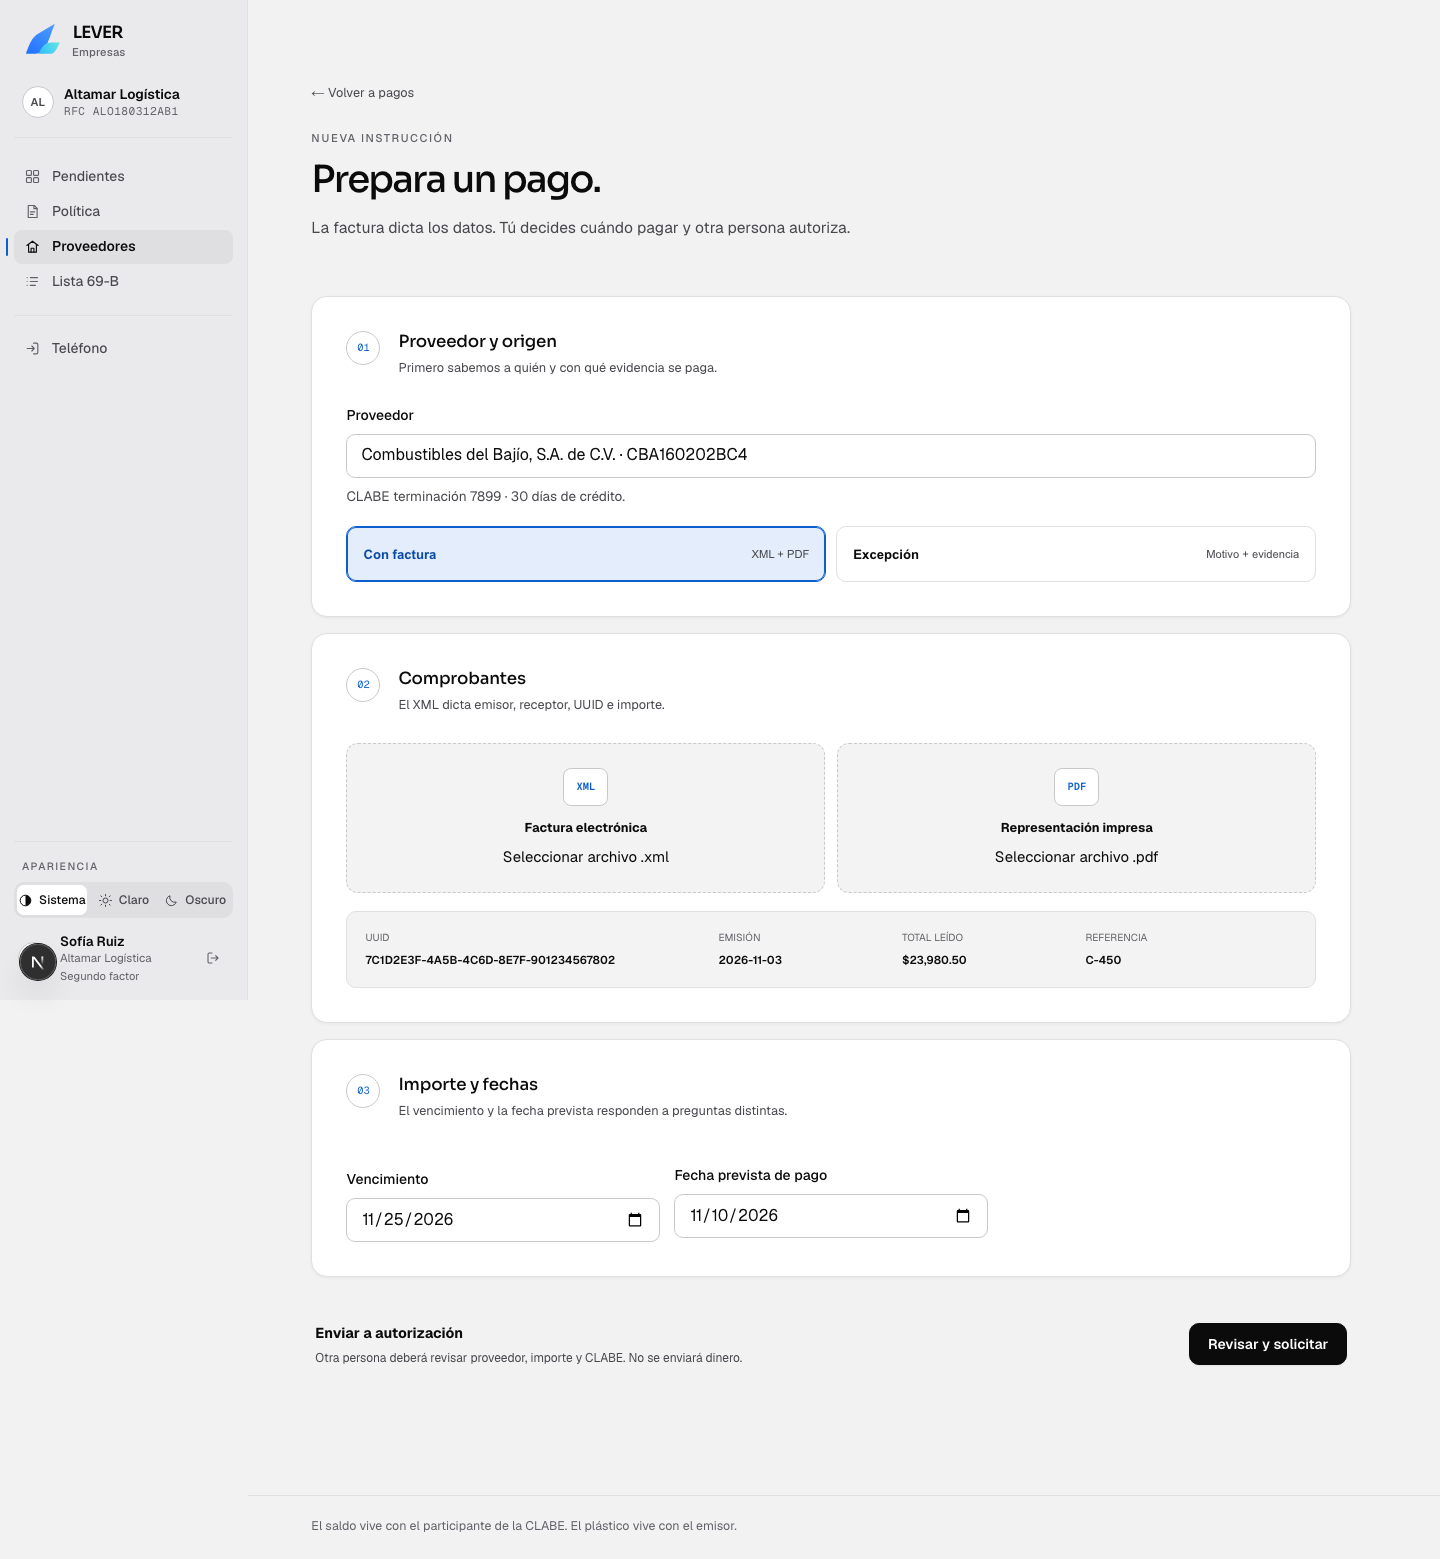 LEVER
Empresas
AL
Altamar Logística
RFC ALO180312AB1
Pendientes
Política
Proveedores
Lista 69-B
Teléfono
APARIENCIA
Sistema
Claro
Oscuro
N
Sofía Ruiz
Altamar Logística
Segundo factor
← Volver a pagos
NUEVA INSTRUCCIÓN
Prepara un pago.
La factura dicta los datos. Tú decides cuándo pagar y otra persona autoriza.
01
Proveedor y origen
Primero sabemos a quién y con qué evidencia se paga.
Proveedor
Combustibles del Bajío, S.A. de C.V. · CBA160202BC4
CLABE terminación 7899 · 30 días de crédito.
Con factura
XML + PDF
Excepción
Motivo + evidencia
02
Comprobantes
El XML dicta emisor, receptor, UUID e importe.
XML
Factura electrónica
Seleccionar archivo .xml
PDF
Representación impresa
Seleccionar archivo .pdf
UUID
7C1D2E3F-4A5B-4C6D-8E7F-901234567802
EMISIÓN
2026-11-03
TOTAL LEÍDO
$23,980.50
REFERENCIA
C-450
03
Importe y fechas
El vencimiento y la fecha prevista responden a preguntas distintas.
Vencimiento
11/25/2026
Fecha prevista de pago
11/10/2026
Enviar a autorización
Otra persona deberá revisar proveedor, importe y CLABE. No se enviará dinero.
Revisar y solicitar
El saldo vive con el participante de la CLABE. El plástico vive con el emisor.